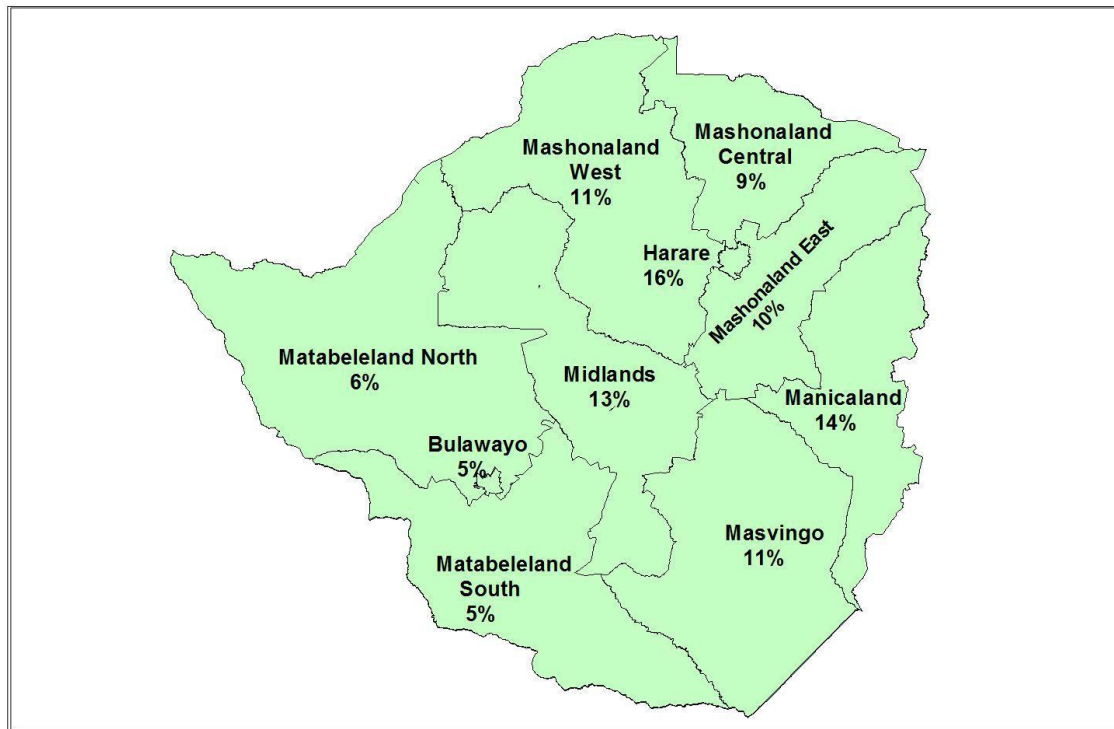 Mashonaland
Central
9%
Mashonaland
West
11%
Harare
16%
Mashonaland East
10%
Matabeleland North
6%
Midlands
13%
Manicaland
14%
Bulawayo
5%
Masvingo
11%
Matabeleland
South
5%